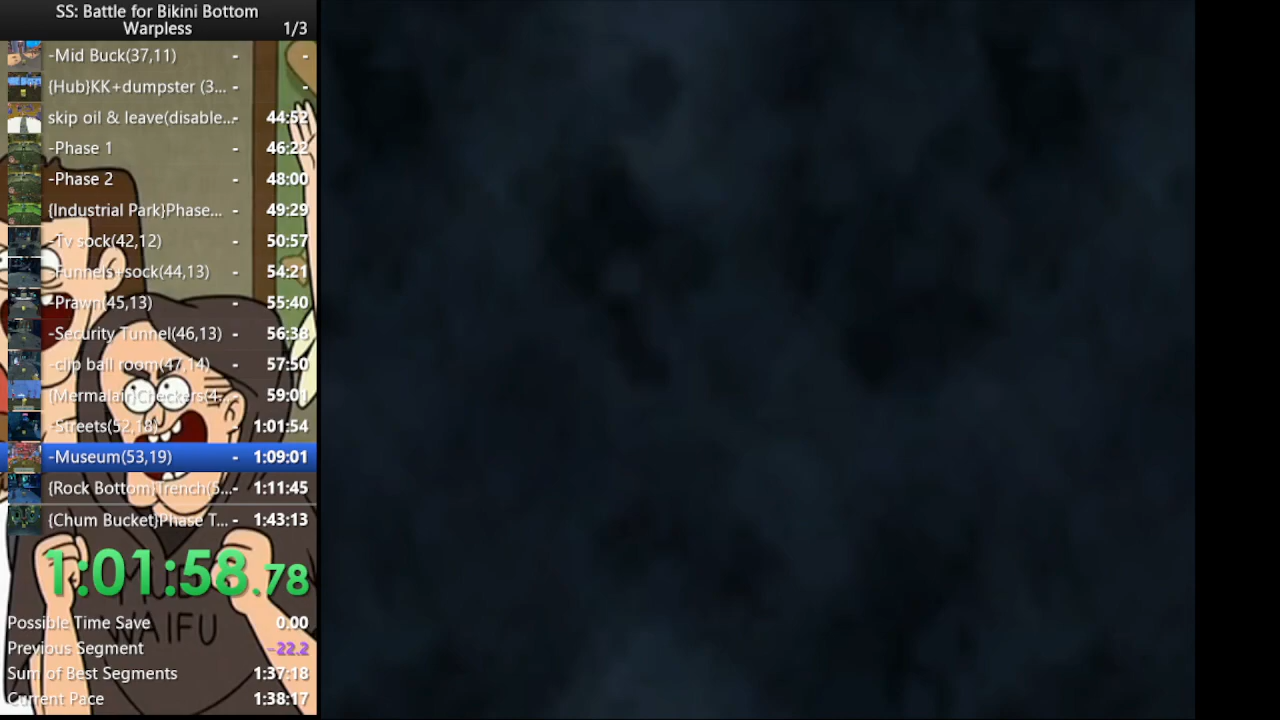 SS: Battle for Bikini Bottom
Warpless 1/3
-Mid Buck(37,11) - -
{Hub}KK+dumpster (3... - -
skip oil & leave(disable... - 44:52
-Phase 1 - 46:22
-Phase 2 - 48:00
{Industrial Park}Phase... - 49:29
-Tv sock(42,12) - 50:57
-Funnels+sock(44,13) - 54:21
-Prawn(45,13) - 55:40
-Security Tunnel(46,13) - 56:38
-clip ball room(47,14) - 57:50
{Mermalair}Checkers(4... - 59:01
-Streets(52,18) - 1:01:54
-Museum(53,19) - 1:09:01
{Rock Bottom}Trench(5... - 1:11:45
{Chum Bucket}Phase T... - 1:43:13
1:01:58.78
WAIFU
Possible Time Save 0.00
Previous Segment -22.2
Sum of Best Segments 1:37:18
Current Pace 1:38:17